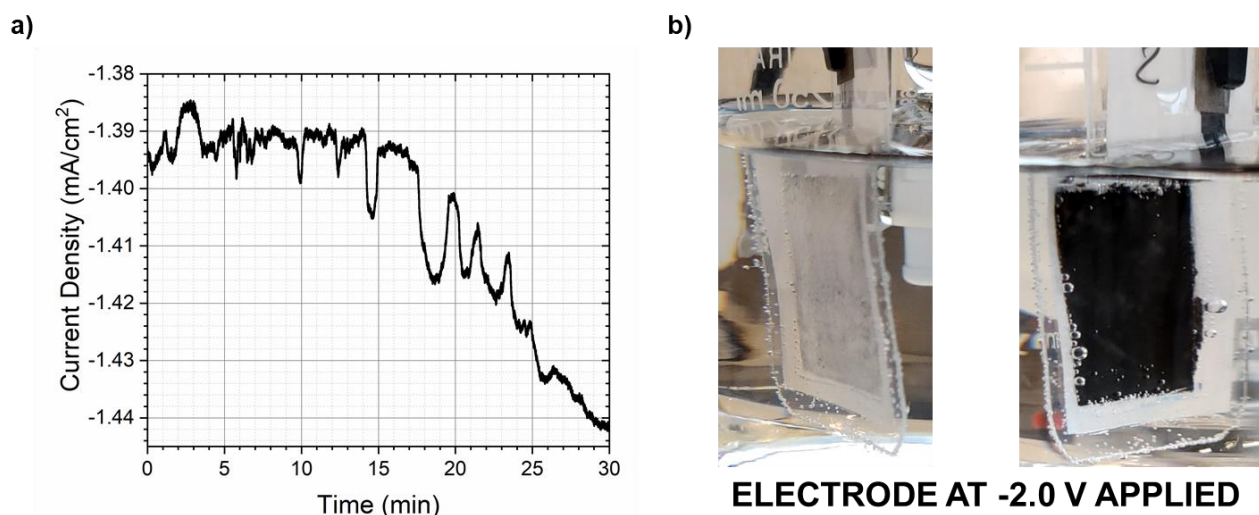 a)
b)
-1.38
-1.39
-1.40
-1.41
-1.42
-1.43
-1.44
Current Density (mA/cm²)
0 5 10 15 20 25 30
Time (min)
2
ELECTRODE AT -2.0 V APPLIED